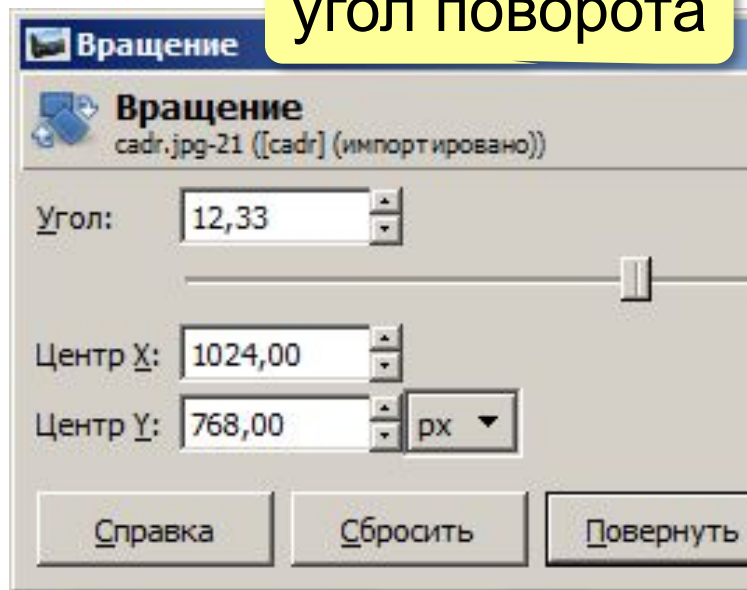 угол поворота
Вращение
Вращение
cadr.jpg-21 ([cadr] (импортировано))
Угол: 12,33
Центр X: 1024,00
Центр Y: 768,00 px
Справка Сбросить Повернуть